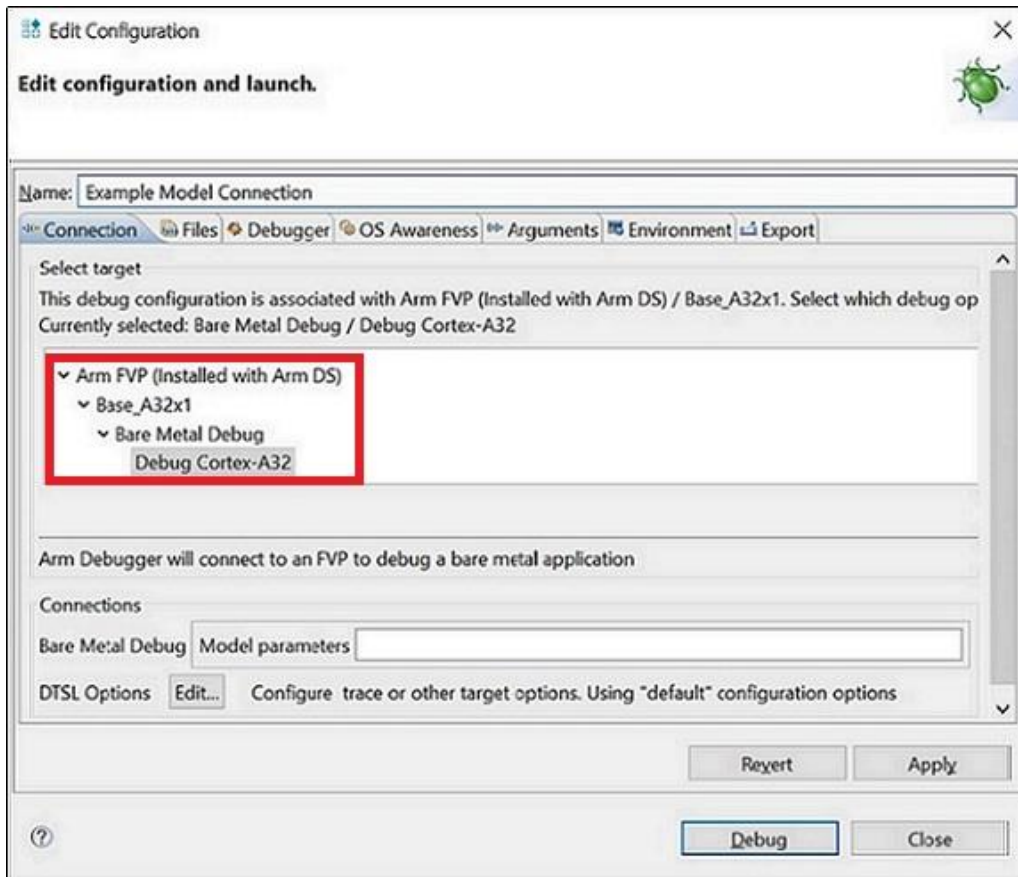 Edit Configuration
Edit configuration and launch.
Name: Example Model Connection
Connection Files Debugger OS Awareness Arguments Environment Export
Select target
This debug configuration is associated with Arm FVP (Installed with Arm DS) / Base_A32x1. Select which debug op
Currently selected: Bare Metal Debug / Debug Cortex-A32
Arm FVP (Installed with Arm DS)
Base_A32x1
Bare Metal Debug
Debug Cortex-A32
Arm Debugger will connect to an FVP to debug a bare metal application
Connections
Bare Metal Debug Model parameters
DTSL Options Edit... Configure trace or other target options. Using "default" configuration options
Revert Apply
? Debug Close